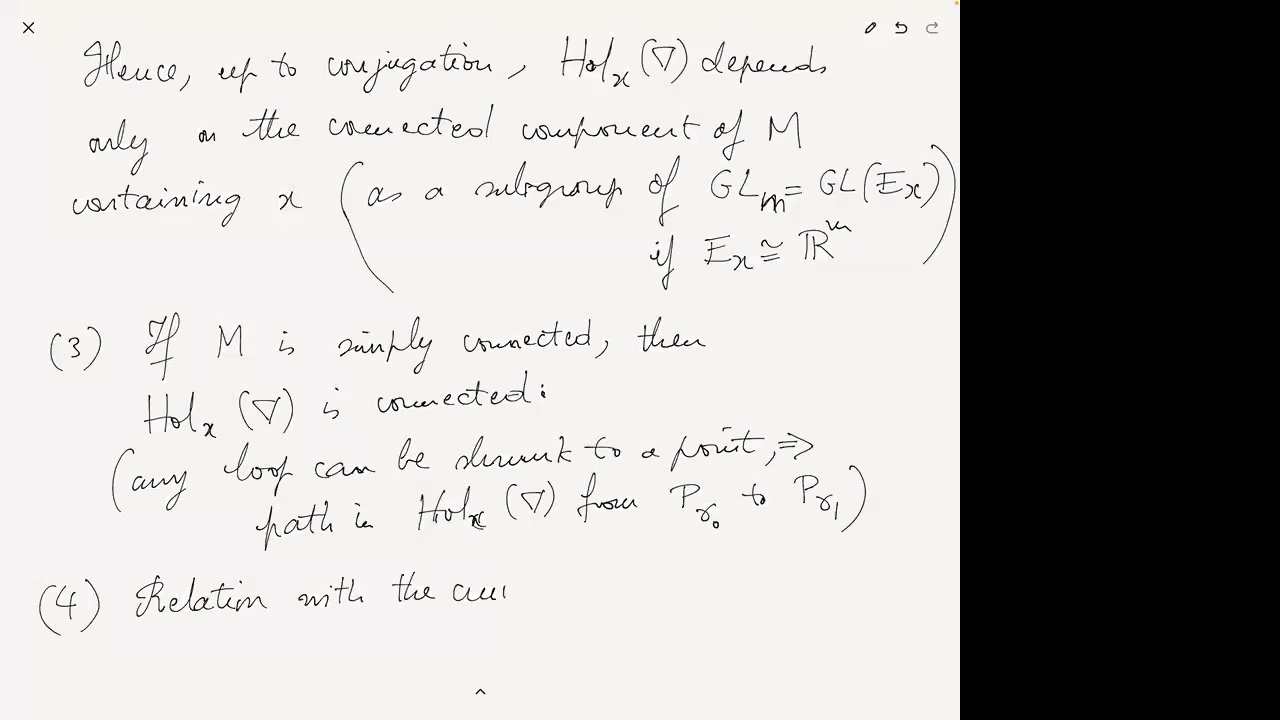 Hence, up to conjugation, Hol_x (∇) depends
only on the connected component of M
containing x (as a subgroup of GL_m = GL(E_x)
if E_x ≅ ℝ^m)
(3) If M is simply connected, then
Hol_x (∇) is connected:
(any loop can be shrunk to a point, ⇒
path in Hol_x (∇) from P_γ₀ to P_γ₁)
(4) Relation with the cur